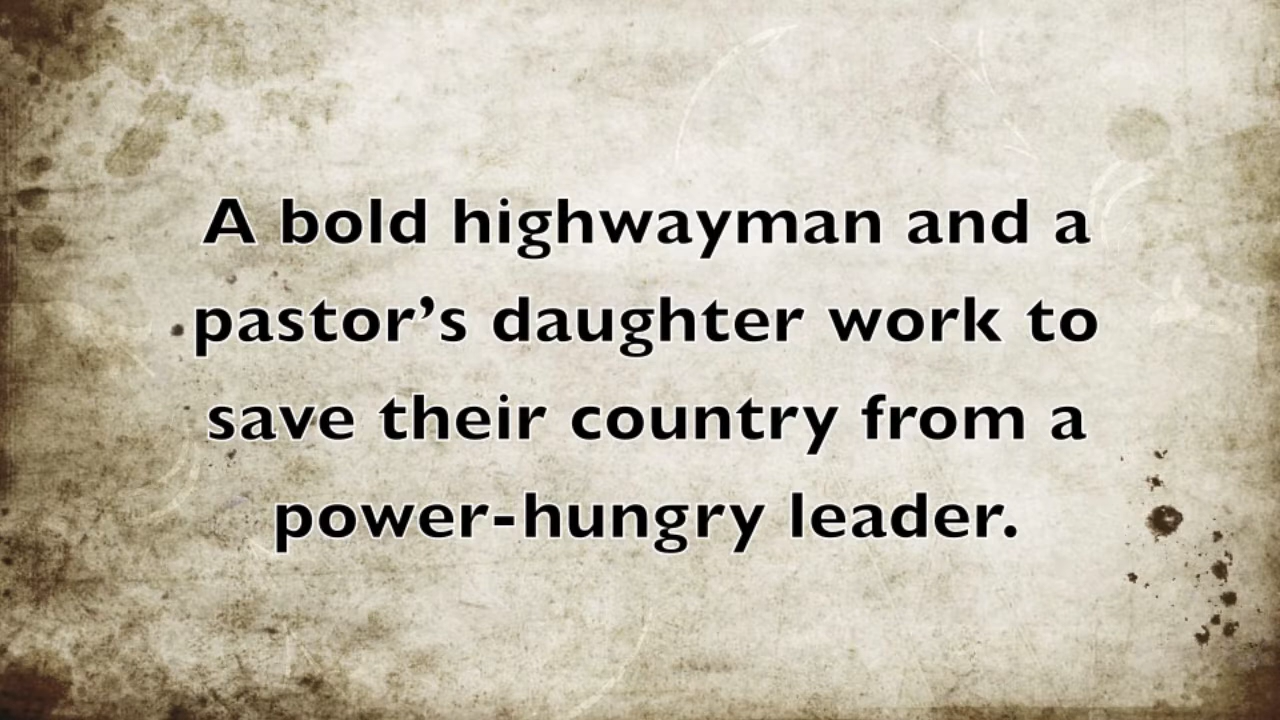 A bold highwayman and a
pastor’s daughter work to
save their country from a
power-hungry leader.